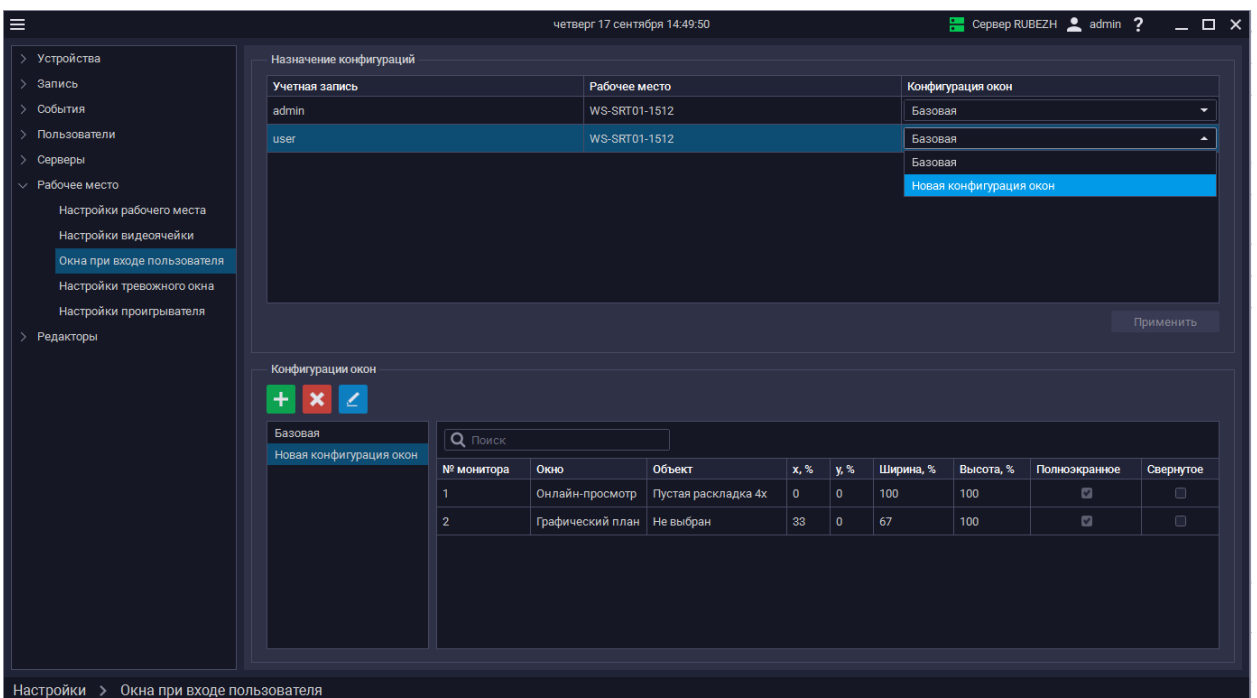 четверг 17 сентября 14:49:50
Сервер RUBEZH admin ?
Устройства
Запись
События
Пользователи
Серверы
Рабочее место
Настройки рабочего места
Настройки видеоячейки
Окна при входе пользователя
Настройки тревожного окна
Настройки проигрывателя
Редакторы
Назначение конфигураций
Учетная запись Рабочее место Конфигурация окон
admin WS-SRT01-1512 Базовая
user WS-SRT01-1512 Базовая
Базовая
Новая конфигурация окон
Применить
Конфигурации окон
Базовая
Новая конфигурация окон
Поиск
№ монитора Окно Объект x, % y, % Ширина, % Высота, % Полноэкранное Свернутое
1 Онлайн-просмотр Пустая раскладка 4x 0 0 100 100
2 Графический план Не выбран 33 0 67 100
Настройки > Окна при входе пользователя